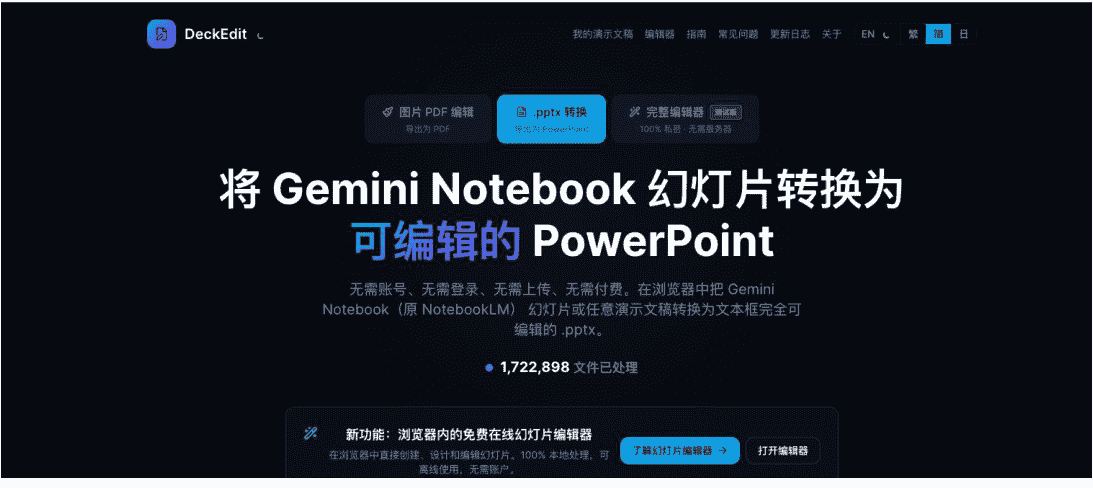 DeckEdit
我的演示文稿 编辑器 指南 常见问题 更新日志 关于 EN 繁 简 日
图片 PDF 编辑
导出为 PDF
.pptx 转换
导出为 PowerPoint
完整编辑器 测试版
100% 私密 · 无需服务器
将 Gemini Notebook 幻灯片转换为
可编辑的 PowerPoint
无需账号、无需登录、无需上传、无需付费。在浏览器中把 Gemini
Notebook（原 NotebookLM） 幻灯片或任意演示文稿转换为文本框完全可
编辑的 .pptx。
1,722,898 文件已处理
新功能：浏览器内的免费在线幻灯片编辑器
在浏览器中直接创建、设计和编辑幻灯片。100% 本地处理，可
离线使用，无需账户。
了解幻灯片编辑器 →
打开编辑器